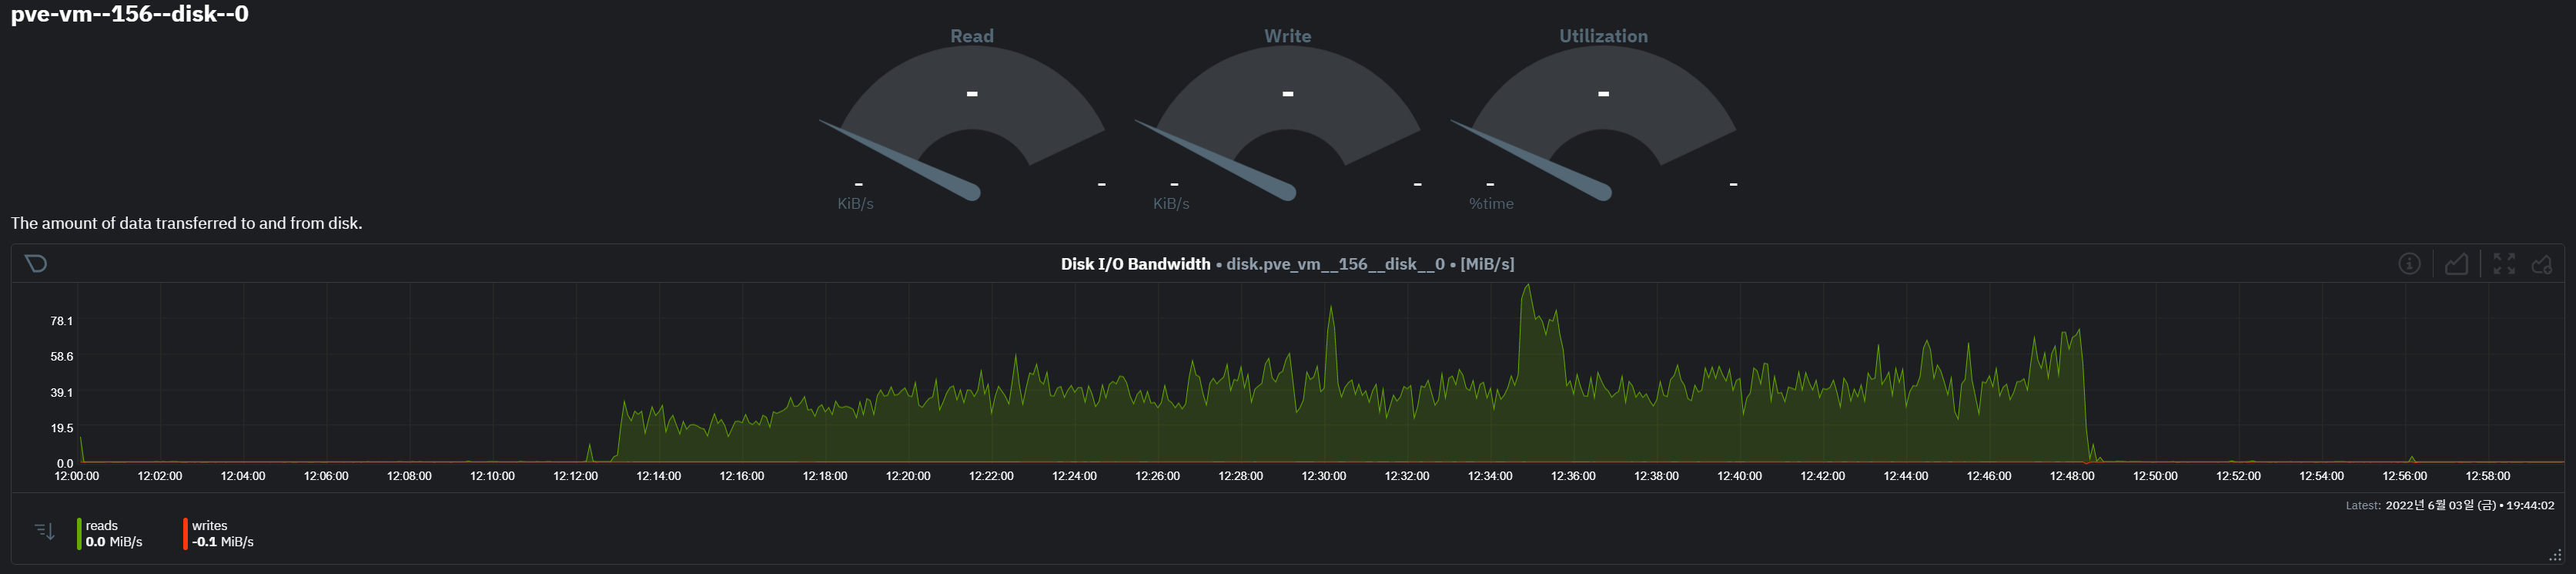 pve-vm--156--disk--0
Read Write Utilization
- - -
- - - - - -
KiB/s KiB/s %time
The amount of data transferred to and from disk.
Disk I/O Bandwidth • disk.pve_vm__156__disk__0 • [MiB/s]
78.1
58.6
39.1
19.5
0.0
12:00:00 12:02:00 12:04:00 12:06:00 12:08:00 12:10:00 12:12:00 12:14:00 12:16:00 12:18:00 12:20:00 12:22:00 12:24:00 12:26:00 12:28:00 12:30:00 12:32:00 12:34:00 12:36:00 12:38:00 12:40:00 12:42:00 12:44:00 12:46:00 12:48:00 12:50:00 12:52:00 12:54:00 12:56:00 12:58:00
Latest: 2022년 6월 03일 (금) • 19:44:02
reads writes
0.0 MiB/s -0.1 MiB/s